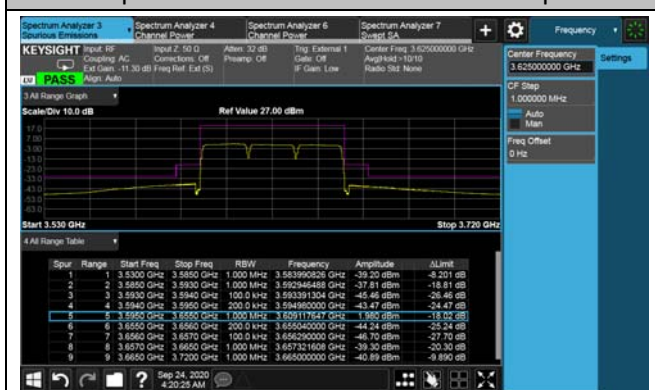 Spectrum Analyzer 3
Spurious Emissions
Spectrum Analyzer 4
Channel Power
Spectrum Analyzer 6
Channel Power
Spectrum Analyzer 7
Swept SA
+
Frequency
KEYSIGHT
Input: RF
Coupling: AC
Ext Gain: -11.30 dB
Align: Auto
Input Z: 50 Ω
Corrections: Off
Freq Ref: Ext (S)
Atten: 32 dB
Preamp: Off
Trig: External 1
Gate: Off
IF Gain: Low
Center Freq: 3.625000000 GHz
Avg|Hold:>10/10
Radio Std: None
PASS
Center Frequency
3.625000000 GHz
Settings
CF Step
1.000000 MHz
Auto
Man
Freq Offset
0 Hz
3 All Range Graph
Scale/Div 10.0 dB
Ref Value 27.00 dBm
17.0
7.00
-3.00
-13.0
-23.0
-33.0
-43.0
-53.0
-63.0
Start 3.530 GHz
Stop 3.720 GHz
4 All Range Table
Spur Range Start Freq Stop Freq RBW Frequency Amplitude ΔLimit
1 1 3.5300 GHz 3.5850 GHz 1.000 MHz 3.583990826 GHz -39.20 dBm -8.201 dB
2 2 3.5850 GHz 3.5930 GHz 1.000 MHz 3.592946488 GHz -37.81 dBm -18.81 dB
3 3 3.5930 GHz 3.5940 GHz 100.0 kHz 3.593391304 GHz -45.46 dBm -26.46 dB
4 4 3.5940 GHz 3.5950 GHz 200.0 kHz 3.594980000 GHz -43.47 dBm -24.47 dB
5 5 3.5950 GHz 3.6550 GHz 1.000 MHz 3.609117647 GHz 1.980 dBm -18.02 dB
6 6 3.6550 GHz 3.6560 GHz 200.0 kHz 3.655040000 GHz -44.24 dBm -25.24 dB
7 7 3.6560 GHz 3.6570 GHz 100.0 kHz 3.656290000 GHz -46.70 dBm -27.70 dB
8 8 3.6570 GHz 3.6650 GHz 1.000 MHz 3.657321608 GHz -39.30 dBm -20.30 dB
9 9 3.6650 GHz 3.7200 GHz 1.000 MHz 3.665000000 GHz -40.89 dBm -9.890 dB
?
Sep 24, 2020
4:20:25 AM